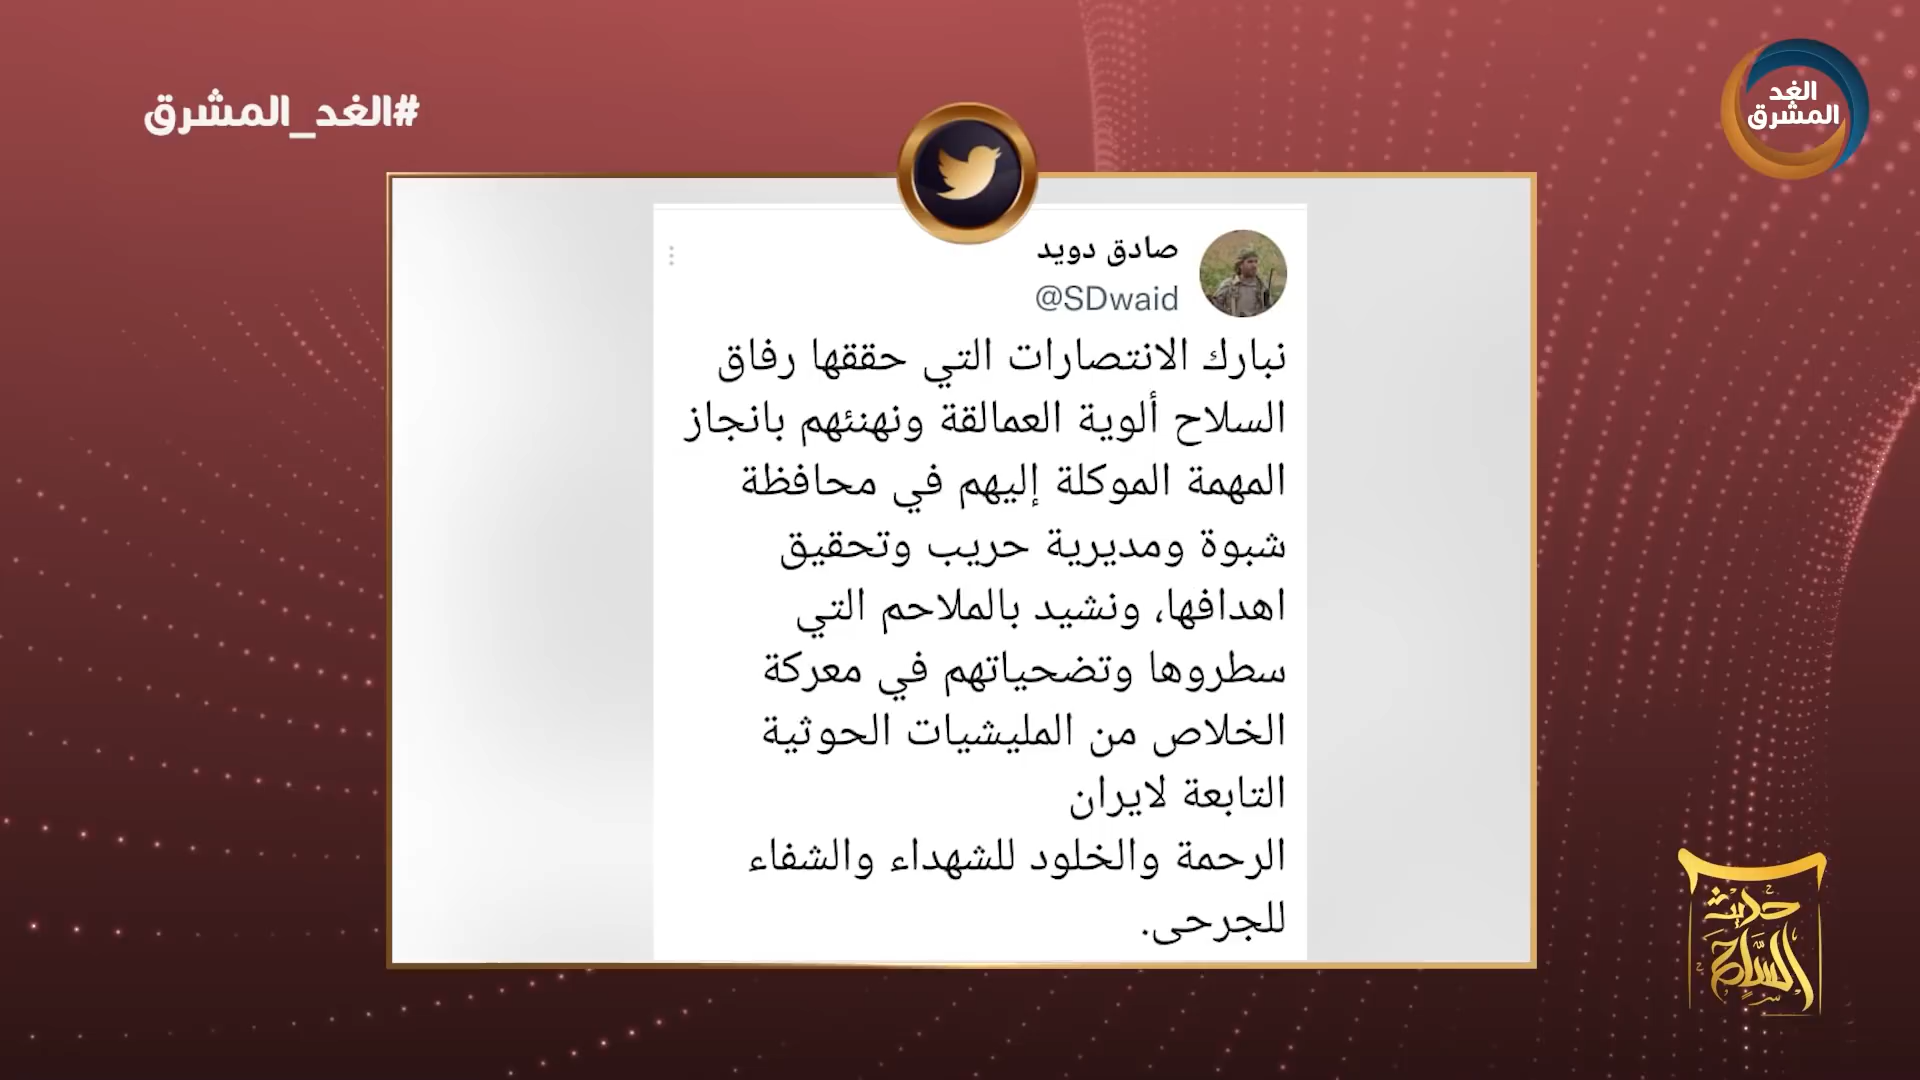 #الغد_المشرق
الغد
المشرق
صادق دويد
@SDwaid
نبارك الانتصارات التي حققها رفاق
السلاح ألوية العمالقة ونهنئهم بانجاز
المهمة الموكلة إليهم في محافظة
شبوة ومديرية حريب وتحقيق
اهدافها، ونشيد بالملاحم التي
سطروها وتضحياتهم في معركة
الخلاص من المليشيات الحوثية
التابعة لايران
الرحمة والخلود للشهداء والشفاء
للجرحى.
حديث
السَّاحَ